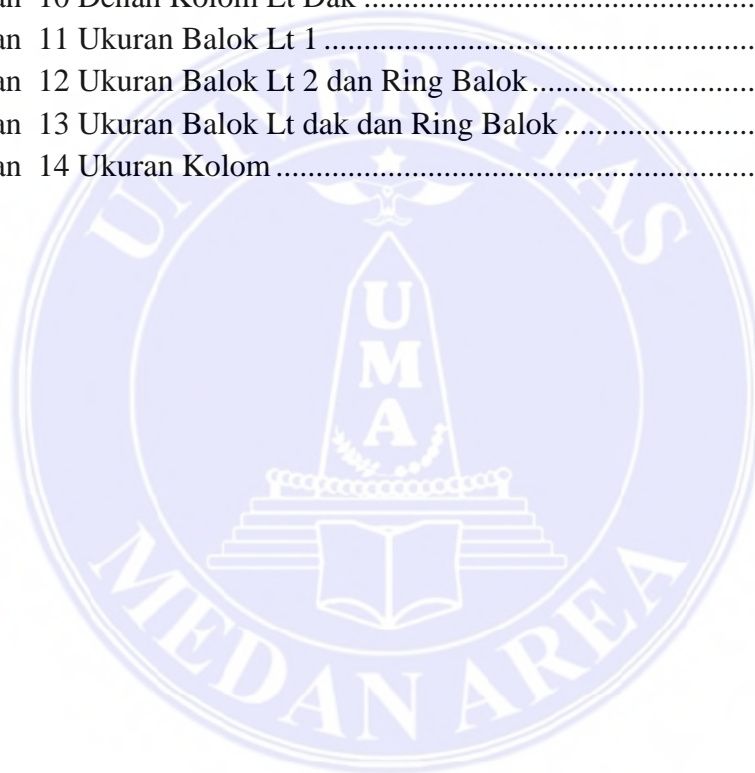 an 10 Denah Kolom Lt Dak ................................................
an 11 Ukuran Balok Lt 1 .......................................................
an 12 Ukuran Balok Lt 2 dan Ring Balok .............................
an 13 Ukuran Balok Lt dak dan Ring Balok ........................
an 14 Ukuran Kolom .............................................................
UNIVERSITAS
U
M
A
MEDAN AREA